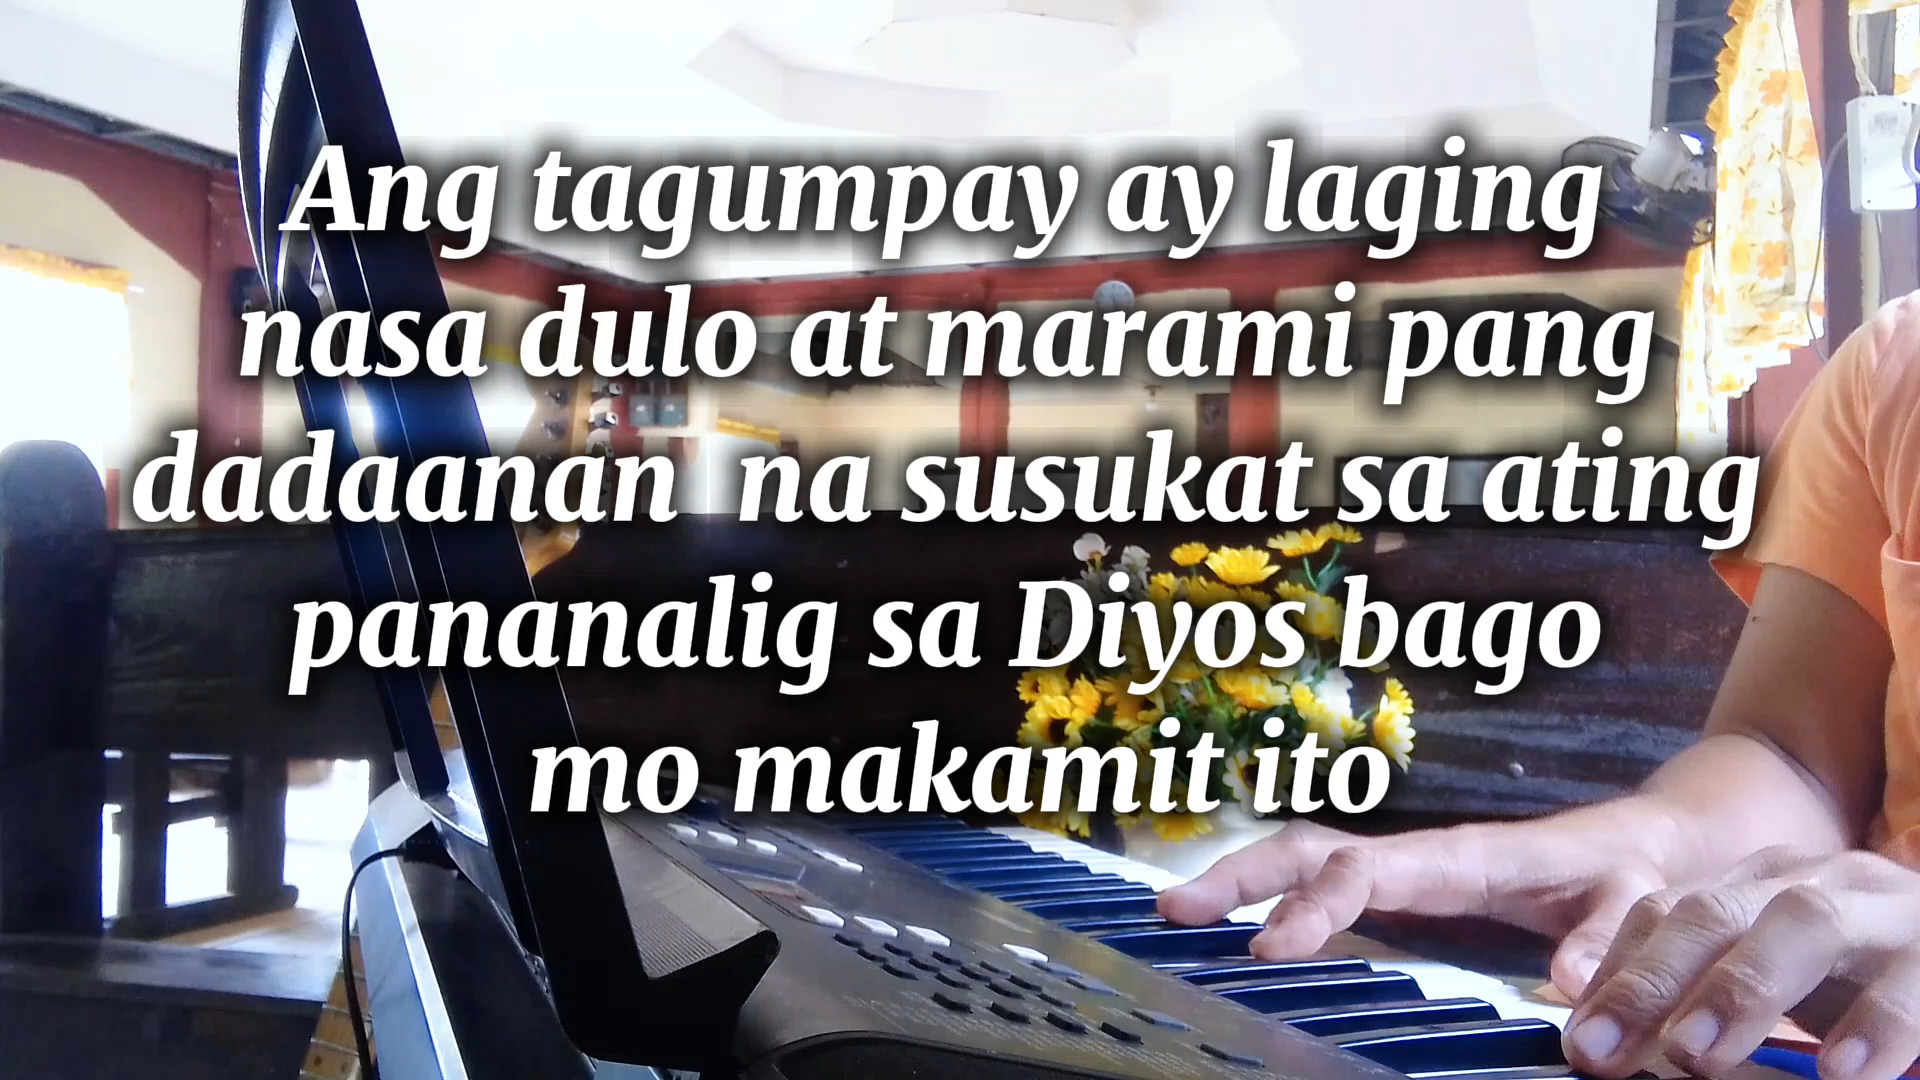 Ang tagumpay ay laging
nasa dulo at marami pang
dadaanan na susukat sa ating
pananalig sa Diyos bago
mo makamit ito